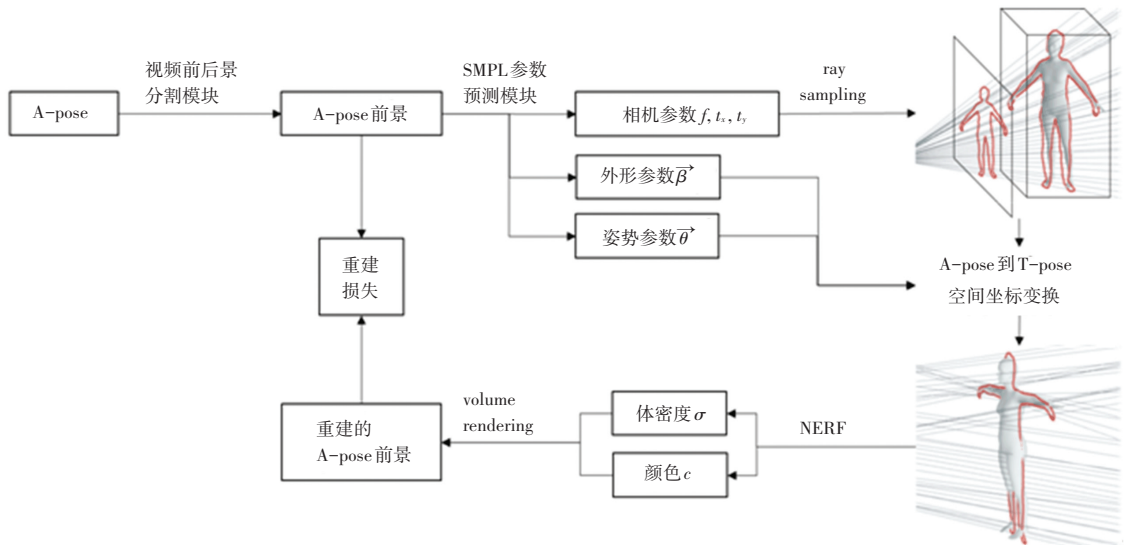 A-pose
视频前后景
分割模块
A-pose前景
SMPL参数
预测模块
相机参数f, tₓ, tᵧ
ray
sampling
外形参数β⃗
姿势参数θ⃗
A-pose到T-pose
空间坐标变换
重建
损失
NERF
体密度σ
颜色c
volume
rendering
重建的
A-pose前景